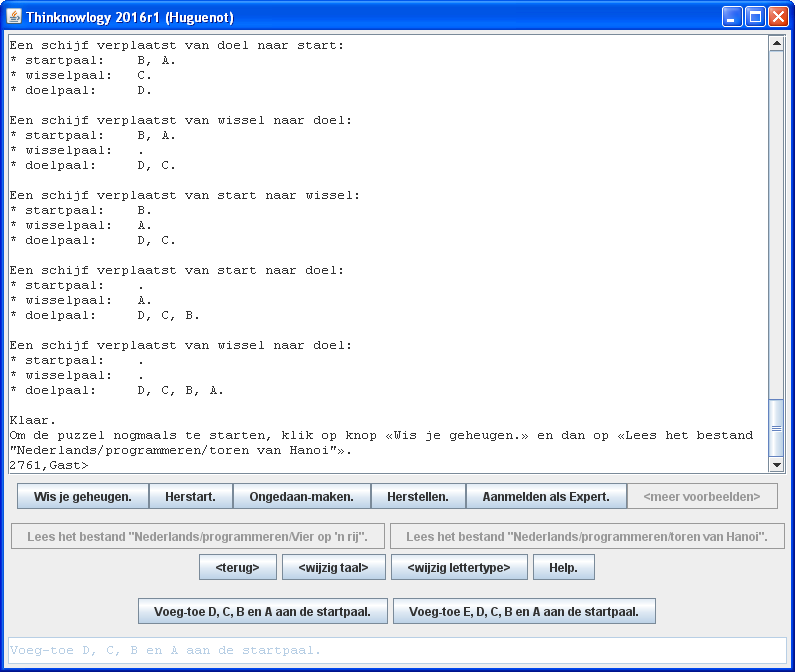 Thinknowlogy 2016r1 (Huguenot)
Een schijf verplaatst van doel naar start:
* startpaal: B, A.
* wisselpaal: C.
* doelpaal: D.
Een schijf verplaatst van wissel naar doel:
* startpaal: B, A.
* wisselpaal: .
* doelpaal: D, C.
Een schijf verplaatst van start naar wissel:
* startpaal: B.
* wisselpaal: A.
* doelpaal: D, C.
Een schijf verplaatst van start naar doel:
* startpaal: .
* wisselpaal: A.
* doelpaal: D, C, B.
Een schijf verplaatst van wissel naar doel:
* startpaal: .
* wisselpaal: .
* doelpaal: D, C, B, A.
Klaar.
Om de puzzel nogmaals te starten, klik op knop «Wis je geheugen.» en dan op «Lees het bestand
"Nederlands/programmeren/toren van Hanoi"».
2761,Gast>
Wis je geheugen. Herstart. Ongedaan-maken. Herstellen. Aanmelden als Expert. <meer voorbeelden>
Lees het bestand "Nederlands/programmeren/Vier op 'n rij". Lees het bestand "Nederlands/programmeren/toren van Hanoi".
<terug> <wijzig taal> <wijzig lettertype> Help.
Voeg-toe D, C, B en A aan de startpaal. Voeg-toe E, D, C, B en A aan de startpaal.
Voeg-toe D, C, B en A aan de startpaal.